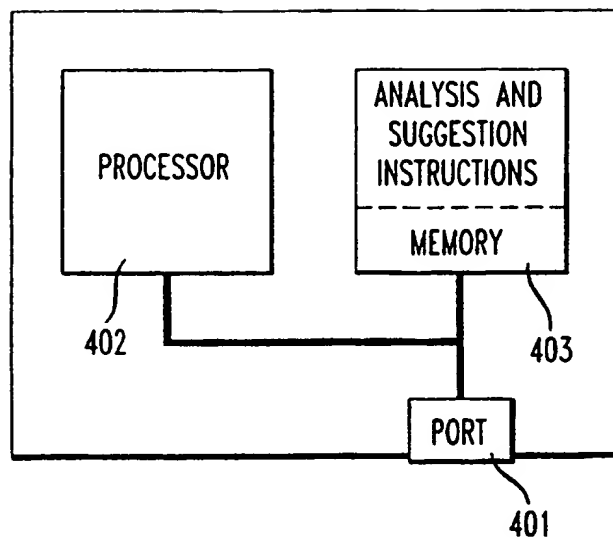 PROCESSOR
402
ANALYSIS AND
SUGGESTION
INSTRUCTIONS
MEMORY
403
PORT
401